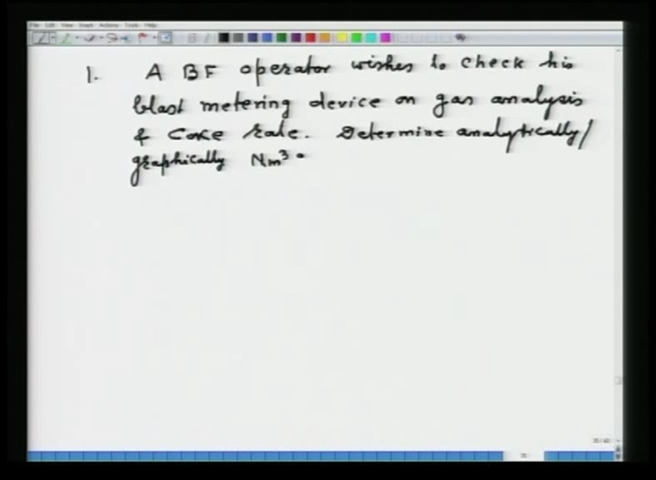 1. A BF operator wishes to check his
blast metering device on gas analysis
& Coke rate. Determine analytically/
graphically Nm³